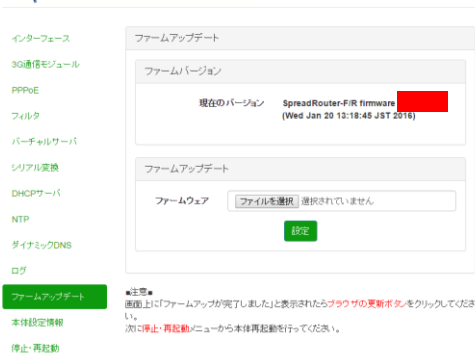 インターフェース
3G通信モジュール
PPPoE
フィルタ
バーチャルサーバ
シリアル変換
DHCPサーバ
NTP
ダイナミックDNS
ログ
ファームアップデート
本体設定情報
停止・再起動
ファームアップデート
ファームバージョン
現在のバージョン SpreadRouter-F/R firmware
(Wed Jan 20 13:18:45 JST 2016)
ファームアップデート
ファームウェア ファイルを選択 選択されていません
設定
■注意■
画面上に「ファームアップが完了しました」と表示されたらブラウザの更新ボタンをクリックしてくださ
い。
次に停止・再起動メニューから本体再起動を行ってください。